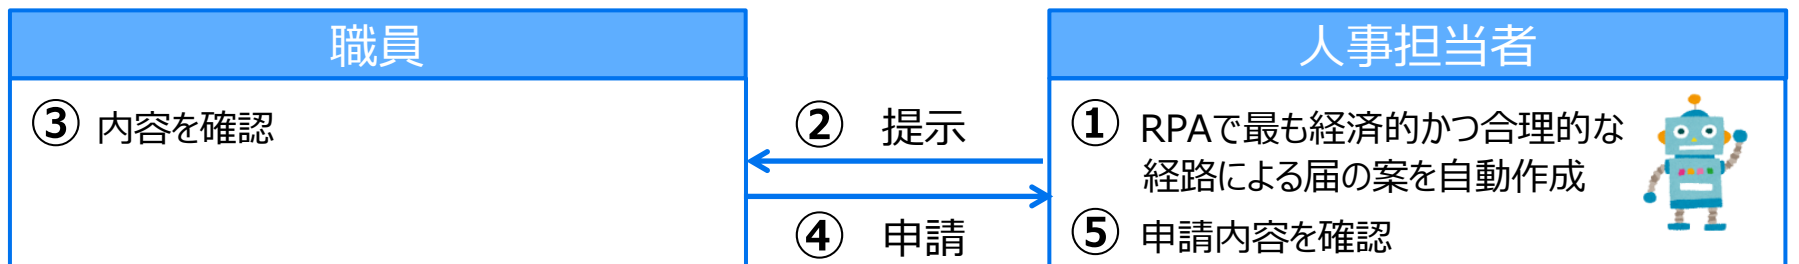 職員
人事担当者
③ 内容を確認
② 提示
① RPAで最も経済的かつ合理的な
経路による届の案を自動作成
④ 申請
⑤ 申請内容を確認